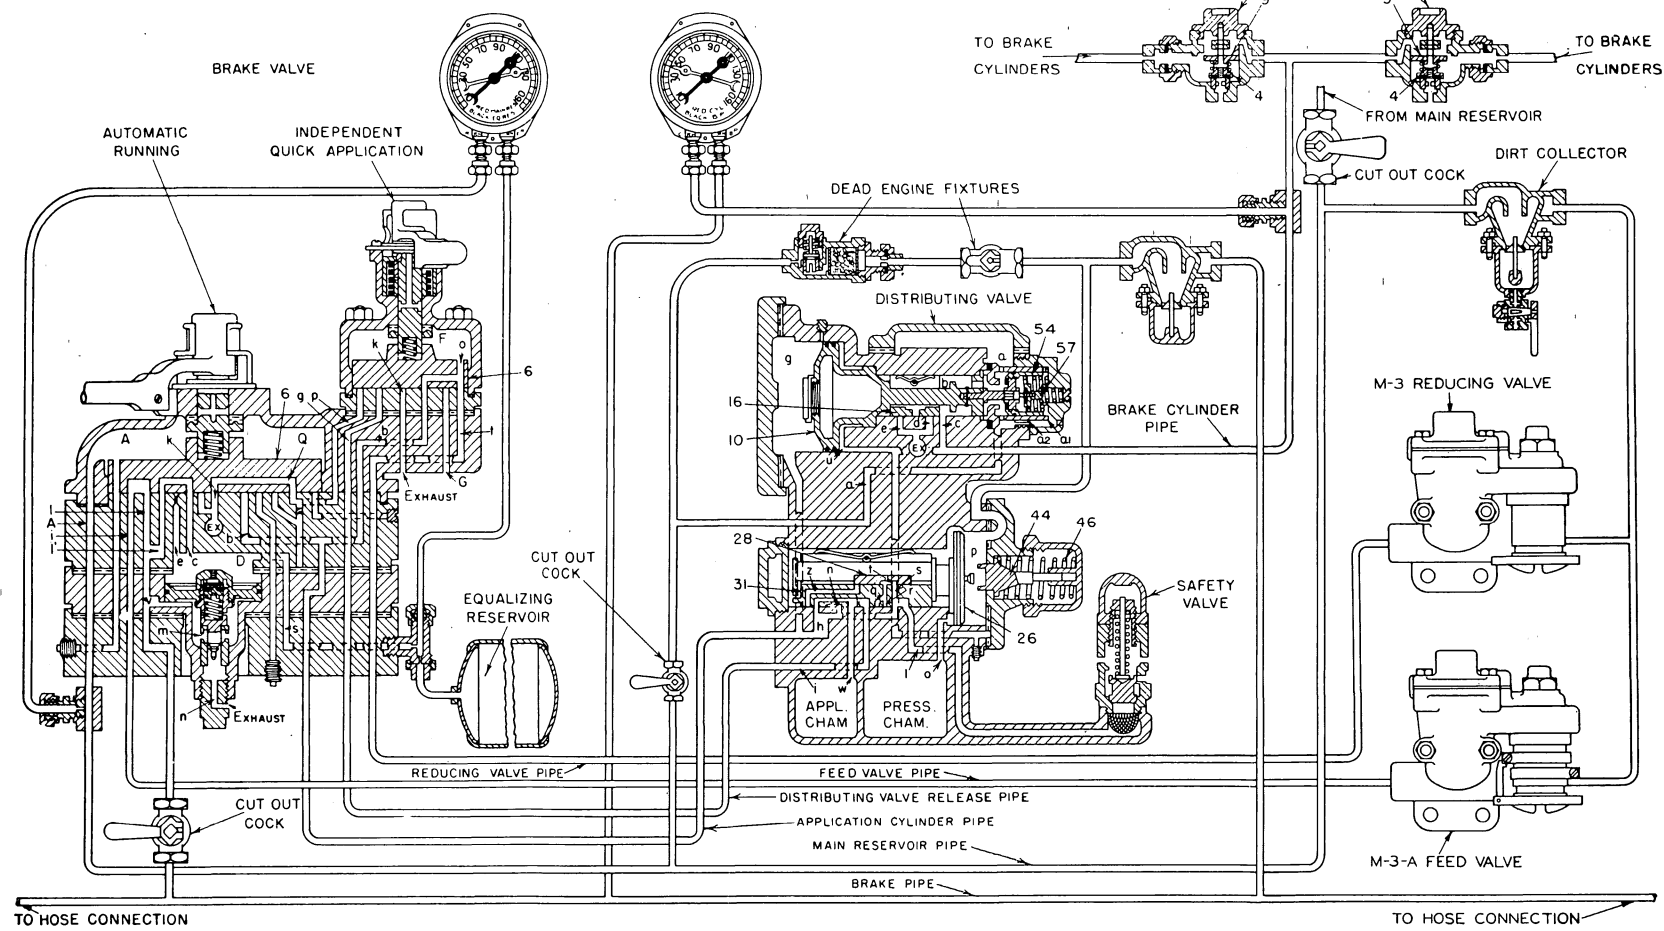 TO BRAKE
CYLINDERS
4
4
TO BRAKE
CYLINDERS
BRAKE VALVE
AUTOMATIC
RUNNING
INDEPENDENT
QUICK APPLICATION
FROM MAIN RESERVOIR
CUT OUT COCK
DIRT COLLECTOR
DEAD ENGINE FIXTURES
DISTRIBUTING VALVE
k
F
o
6
6
g p
A
k
Q
b
t
G
EXHAUST
g
a
54
57
b
16
10
e
d
c
EX
u
a2
a1
a
BRAKE CYLINDER
PIPE
M-3 REDUCING VALVE
A
EX
b
e
c
D
m
s
n
EXHAUST
CUT OUT
COCK
EQUALIZING
RESERVOIR
28
31
z
n
t
s
q
r
h
p
44
46
26
l
o
i
w
APPL.
CHAM
PRESS.
CHAM.
SAFETY
VALVE
CUT OUT
COCK
REDUCING VALVE PIPE
FEED VALVE PIPE
DISTRIBUTING VALVE RELEASE PIPE
APPLICATION CYLINDER PIPE
MAIN RESERVOIR PIPE
BRAKE PIPE
M-3-A FEED VALVE
TO HOSE CONNECTION
TO HOSE CONNECTION